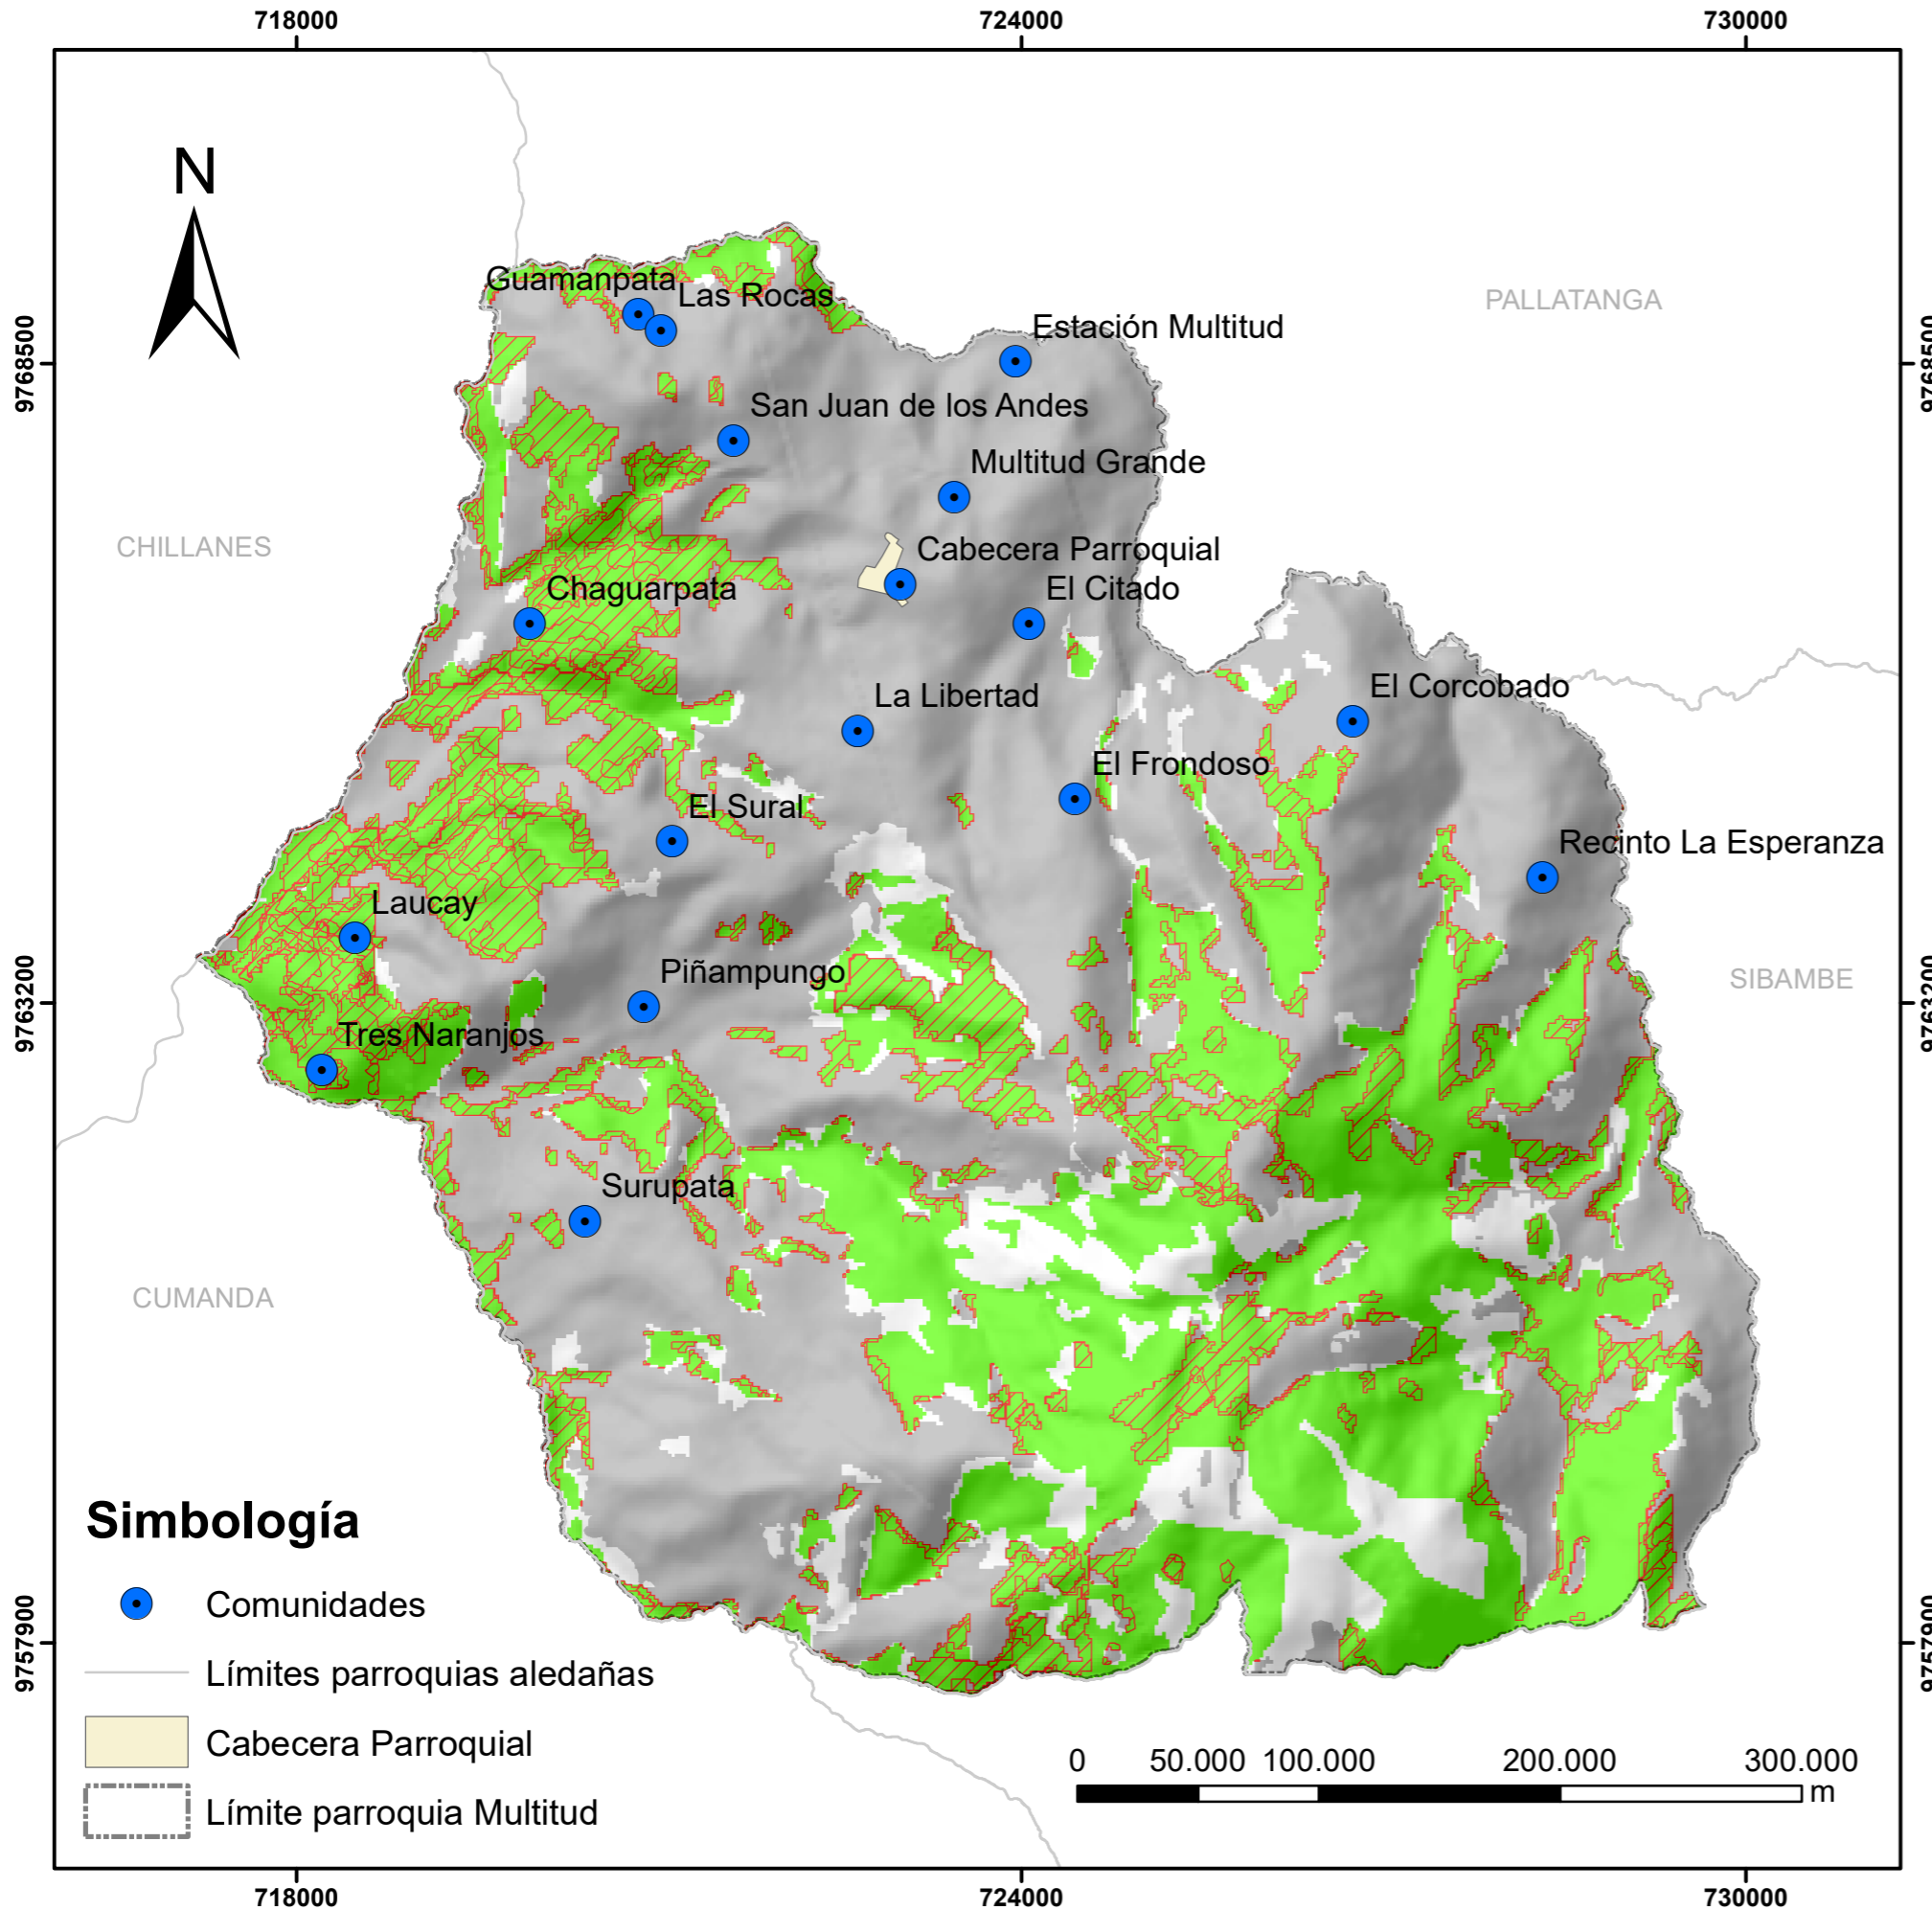 718000 724000 730000
N
Guamanpata
Las Rocas
PALLATANGA
Estación Multitud
9768500 9768500
San Juan de los Andes
Multitud Grande
CHILLANES
Cabecera Parroquial
Chaguarpata
El Citado
El Corcobado
La Libertad
El Frondoso
El Sural
Recinto La Esperanza
Laucay
Piñampungo
SIBAMBE
9763200 9763200
Tres Naranjos
Surupata
CUMANDA
Simbología
Comunidades
Límites parroquias aledañas
Cabecera Parroquial
Límite parroquia Multitud
9757900 9757900
0 50.000 100.000 200.000 300.000
m
718000 724000 730000